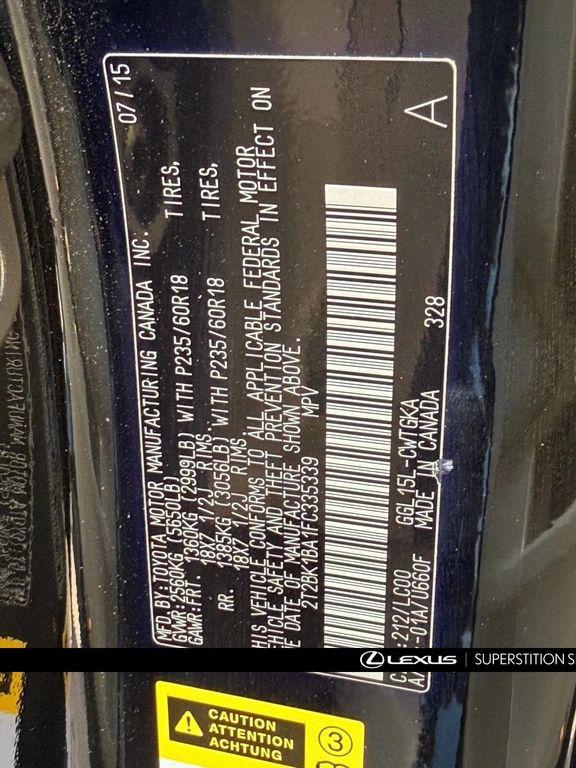 MFD BY: TOYOTA MOTOR MANUFACTURING CANADA INC. 07/15
GVWR: 2560KG (5650LB)
GAWR: FRT. 1360KG (2999LB) WITH P235/60R18 TIRES,
18X7 1/2J RIMS.
RR. 1385KG (3056LB) WITH P235/60R18 TIRES,
18X7 1/2J RIMS.
THIS VEHICLE CONFORMS TO ALL APPLICABLE FEDERAL MOTOR
VEHICLE SAFETY AND THEFT PREVENTION STANDARDS IN EFFECT ON
THE DATE OF MANUFACTURE SHOWN ABOVE.
2T2BK1BA1FC335339 MPV
C : 212/LC00 GGL15L-CWTGKA A
A/ -01A/U660F MADE IN CANADA 328
LEXUS | SUPERSTITION S
CAUTION
ATTENTION
ACHTUNG
3